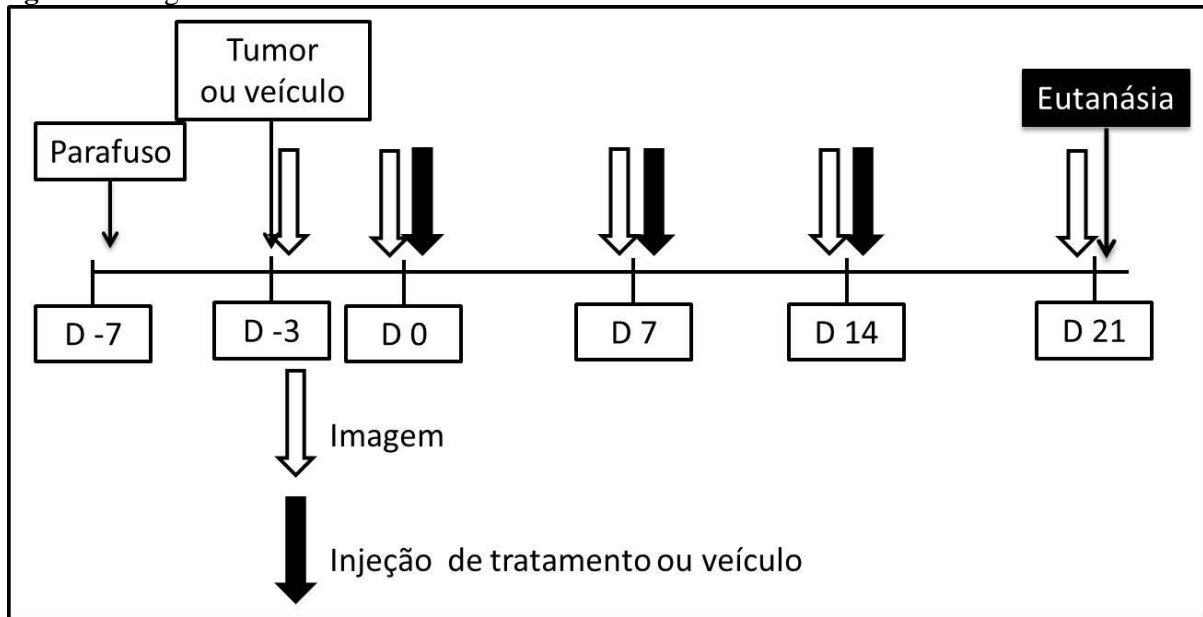 Tumor
ou veículo
Eutanásia
Parafuso
D -7
D -3
D 0
D 7
D 14
D 21
Imagem
Injeção de tratamento ou veículo